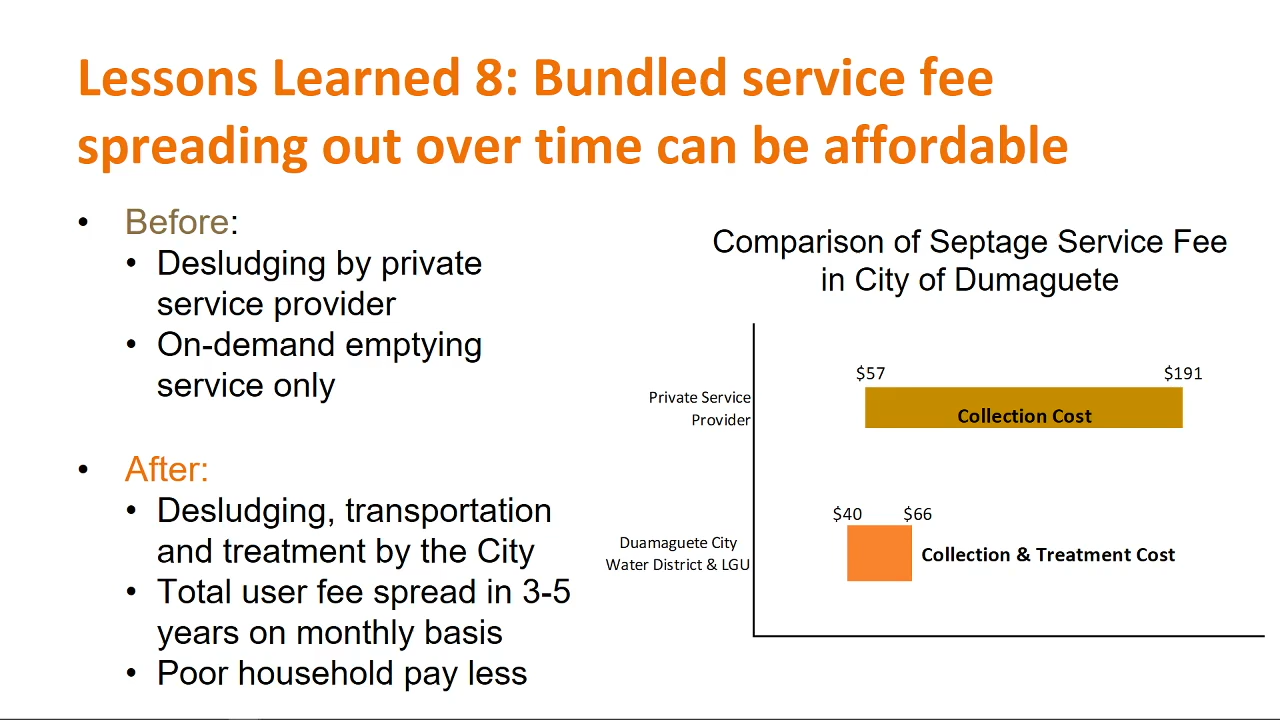 Lessons Learned 8: Bundled service fee
spreading out over time can be affordable
• Before:
• Desludging by private
service provider
• On-demand emptying
service only
• After:
• Desludging, transportation
and treatment by the City
• Total user fee spread in 3-5
years on monthly basis
• Poor household pay less
Comparison of Septage Service Fee
in City of Dumaguete
$57 $191
Private Service
Provider
Collection Cost
$40 $66
Duamaguete City
Water District & LGU
Collection & Treatment Cost